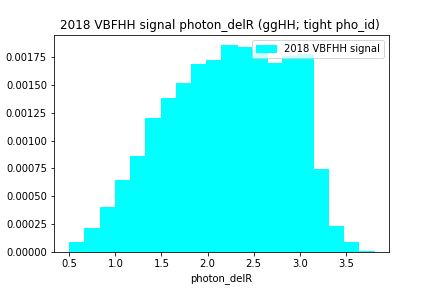 2018 VBFHH signal photon_delR (ggHH; tight pho_id)
2018 VBFHH signal
0.00175
0.00150
0.00125
0.00100
0.00075
0.00050
0.00025
0.00000
0.5 1.0 1.5 2.0 2.5 3.0 3.5
photon_delR